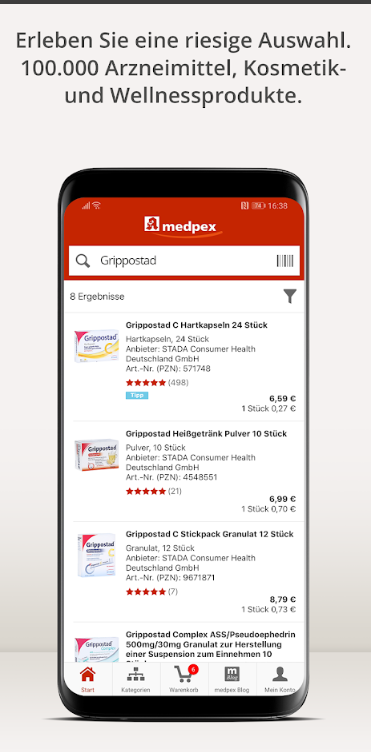 Erleben Sie eine riesige Auswahl.
100.000 Arzneimittel, Kosmetik-
und Wellnessprodukte.
16:38
medpex
Grippostad
8 Ergebnisse
Grippostad C Hartkapseln 24 Stück
Hartkapseln, 24 Stück
Anbieter: STADA Consumer Health
Deutschland GmbH
Art.-Nr. (PZN): 571748
(498)
Tipp
6,59 €
1 Stück 0,27 €
Grippostad
Grippostad Heißgetränk Pulver 10 Stück
Pulver, 10 Stück
Anbieter: STADA Consumer Health
Deutschland GmbH
Art.-Nr. (PZN): 4548551
(21)
6,99 €
1 Stück 0,70 €
Grippostad
Grippostad C Stickpack Granulat 12 Stück
Granulat, 12 Stück
Anbieter: STADA Consumer Health
Deutschland GmbH
Art.-Nr. (PZN): 9671871
(7)
8,79 €
1 Stück 0,73 €
Grippostad
Grippostad Complex ASS/Pseudoephedrin
500mg/30mg Granulat zur Herstellung
einer Suspension zum Einnehmen 10
Grippostad
6
Start
Kategorien
Warenkorb
medpex Blog
Mein Konto